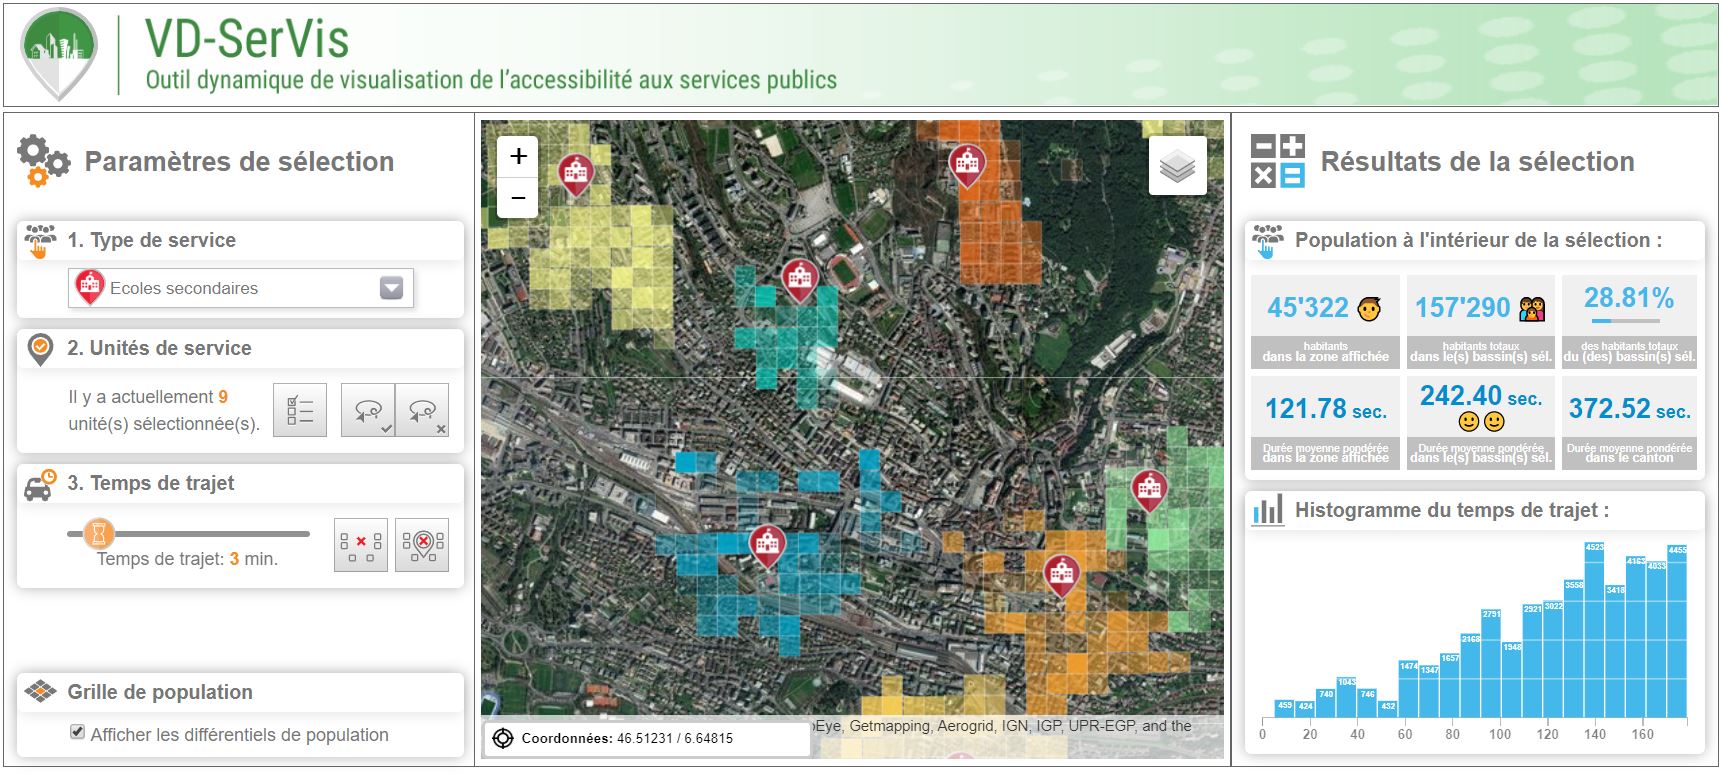 VD-SerVis
Outil dynamique de visualisation de l'accessibilité aux services publics
Paramètres de sélection
1. Type de service
Ecoles secondaires
2. Unités de service
Il y a actuellement 9
unité(s) sélectionnée(s).
3. Temps de trajet
Temps de trajet: 3 min.
Grille de population
Afficher les différentiels de population
+
−
Eye, Getmapping, Aerogrid, IGN, IGP, UPR-EGP, and the
Coordonnées: 46.51231 / 6.64815
Résultats de la sélection
Population à l'intérieur de la sélection :
45'322
habitants
dans la zone affichée
157'290
habitants totaux
dans le(s) bassin(s) sél.
28.81%
des habitants totaux
du (des) bassin(s) sél.
121.78 sec.
Durée moyenne pondérée
dans la zone affichée
242.40 sec.
Durée moyenne pondérée
dans le(s) bassin(s) sél.
372.52 sec.
Durée moyenne pondérée
dans le canton
Histogramme du temps de trajet :
459 424 740 1043 746 432 1474 1347 1657 2168 2791 1948 2921 3022 3558 4523 3418 4163 4033 4455
0 20 40 60 80 100 120 140 160